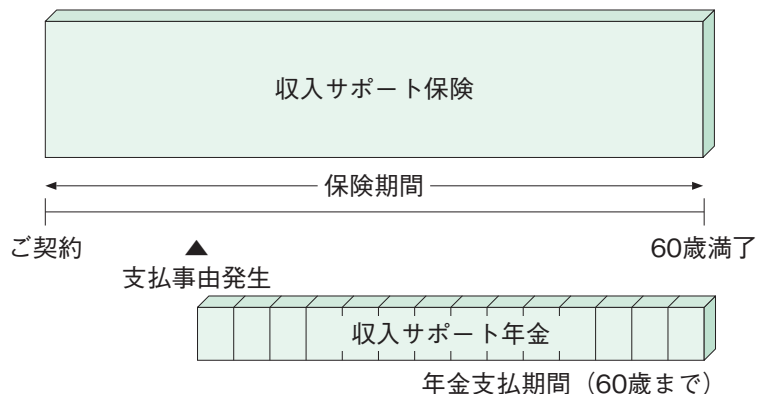 収入サポート保険
保険期間
ご契約
60歳満了
支払事由発生
収入サポート年金
年金支払期間（60歳まで）